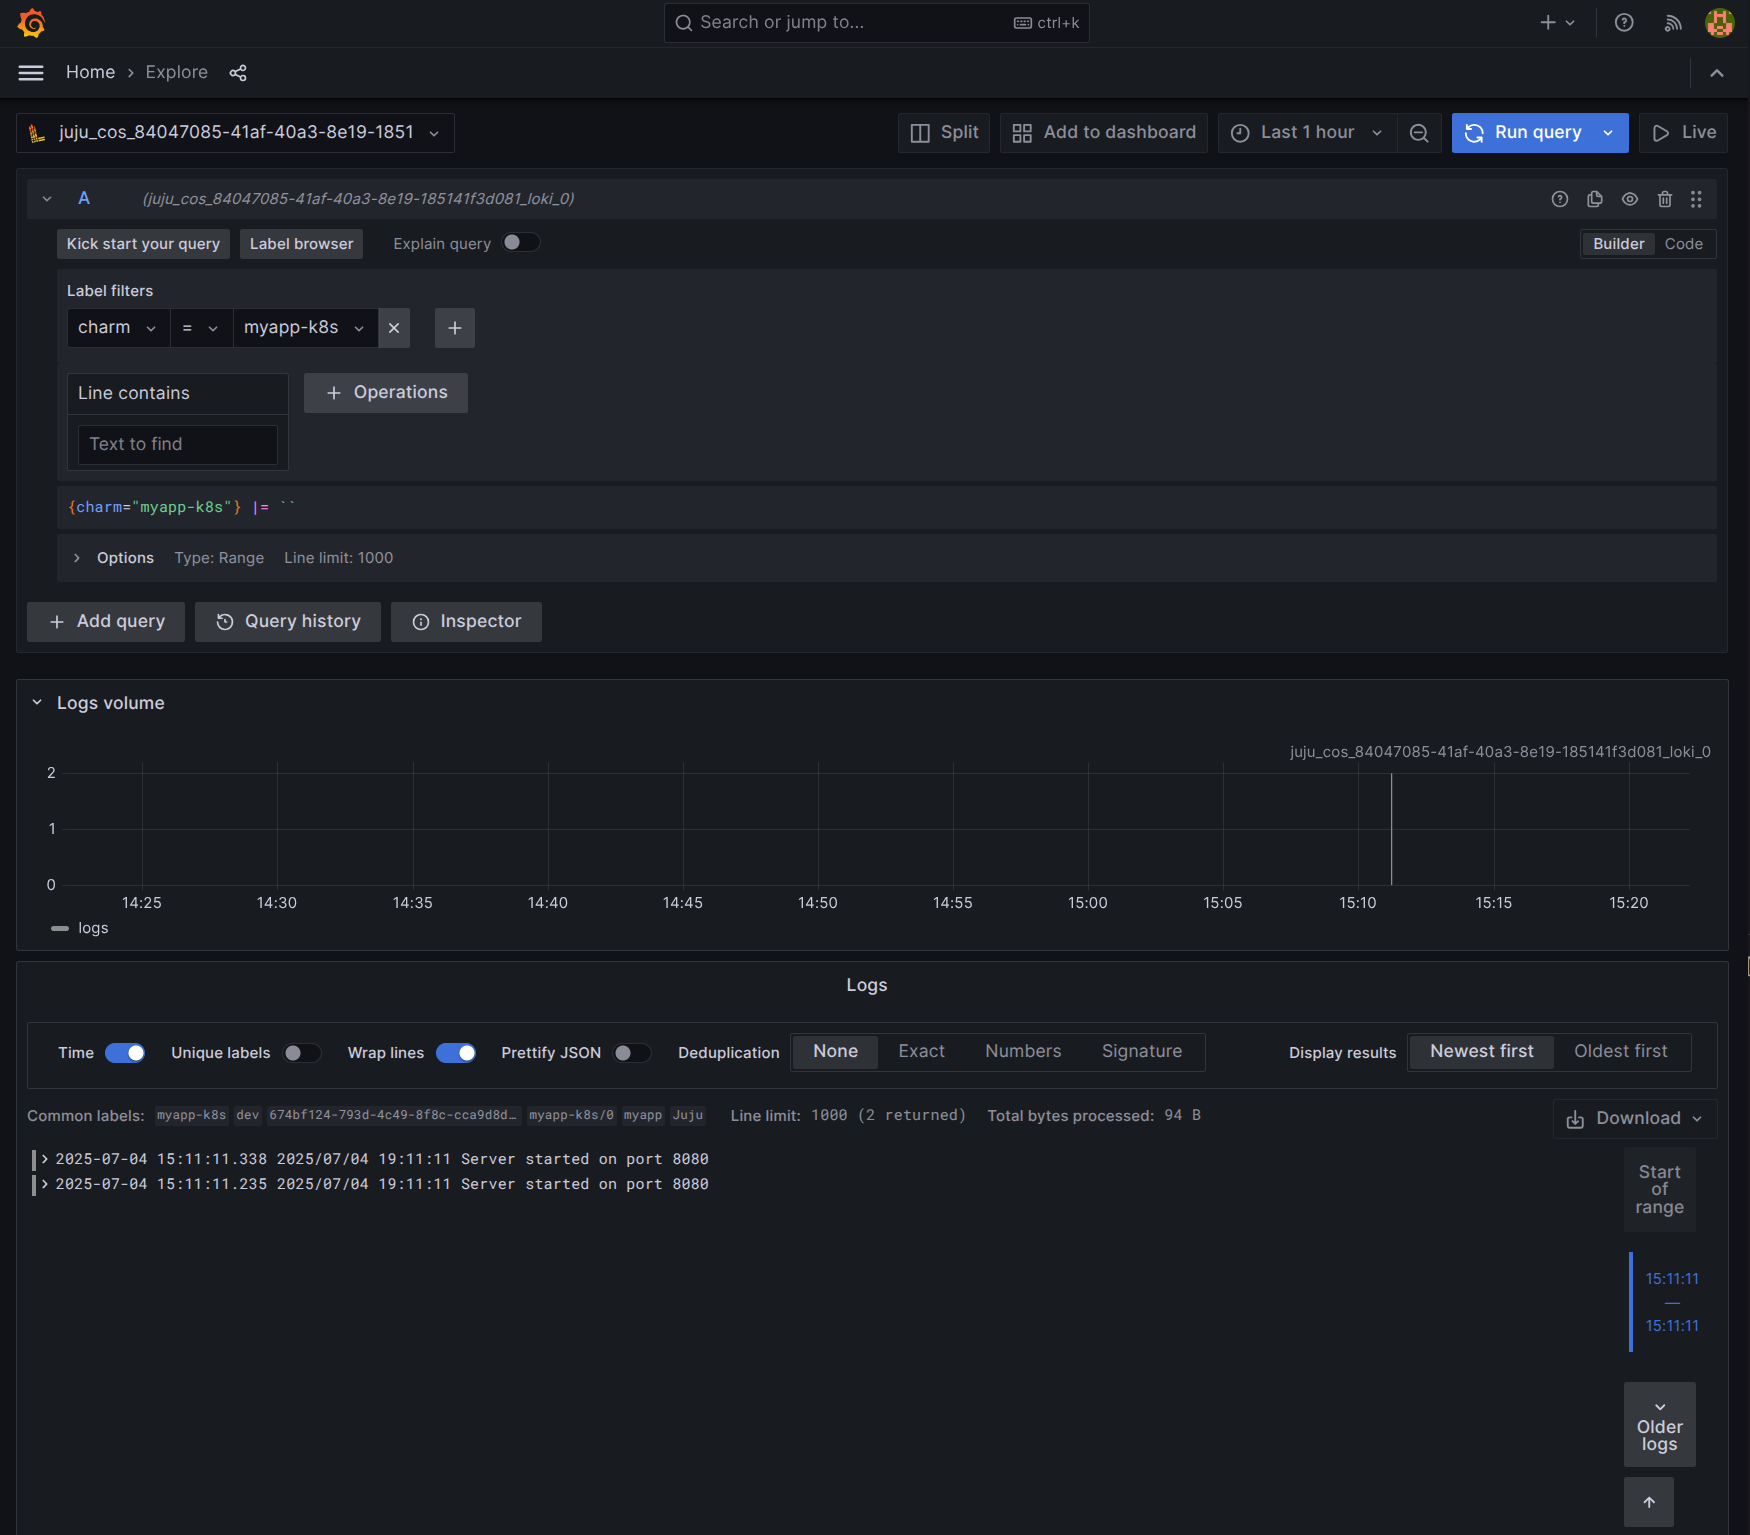 Search or jump to... ctrl+k
Home › Explore
juju_cos_84047085-41af-40a3-8e19-1851 Split Add to dashboard Last 1 hour Run query Live
A (juju_cos_84047085-41af-40a3-8e19-185141f3d081_loki_0)
Kick start your query Label browser Explain query Builder Code
Label filters
charm = myapp-k8s
Line contains + Operations
Text to find
{charm="myapp-k8s"} |= ``
Options Type: Range Line limit: 1000
+ Add query Query history Inspector
Logs volume
juju_cos_84047085-41af-40a3-8e19-185141f3d081_loki_0
2
1
0
14:25 14:30 14:35 14:40 14:45 14:50 14:55 15:00 15:05 15:10 15:15 15:20
logs
Logs
Time Unique labels Wrap lines Prettify JSON Deduplication None Exact Numbers Signature Display results Newest first Oldest first
Common labels: myapp-k8s dev 674bf124-793d-4c49-8f8c-cca9d8d… myapp-k8s/0 myapp Juju Line limit: 1000 (2 returned) Total bytes processed: 94 B Download
2025-07-04 15:11:11.338 2025/07/04 19:11:11 Server started on port 8080
2025-07-04 15:11:11.235 2025/07/04 19:11:11 Server started on port 8080
Start
of
range
15:11:11
—
15:11:11
Older
logs